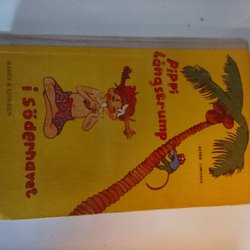 Pippi
Långstrump
i Söderhavet
ASTRID LINDGREN
RABÉN & SJÖGREN